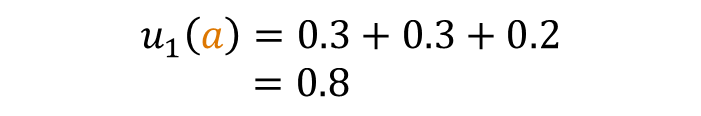 u₁(a) = 0.3 + 0.3 + 0.2
= 0.8